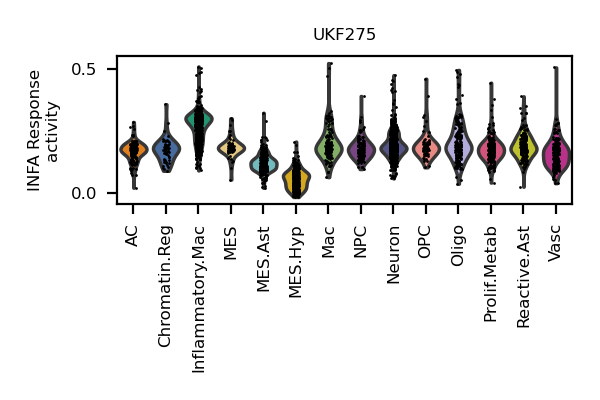 UKF275
INFA Response
activity
0.5
0.0
AC
Chromatin.Reg
Inflammatory.Mac
MES
MES.Ast
MES.Hyp
Mac
NPC
Neuron
OPC
Oligo
Prolif.Metab
Reactive.Ast
Vasc